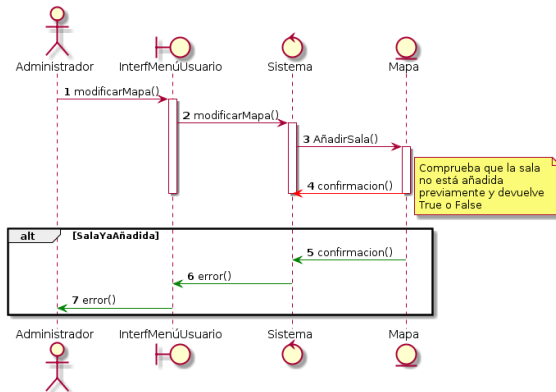 Administrador InterfMenúUsuario Sistema Mapa
1 modificarMapa()
2 modificarMapa()
3 AñadirSala()
Comprueba que la sala
no está añadida
previamente y devuelve
True o False
4 confirmacion()
alt [SalaYaAñadida]
5 confirmacion()
6 error()
7 error()
Administrador InterfMenúUsuario Sistema Mapa